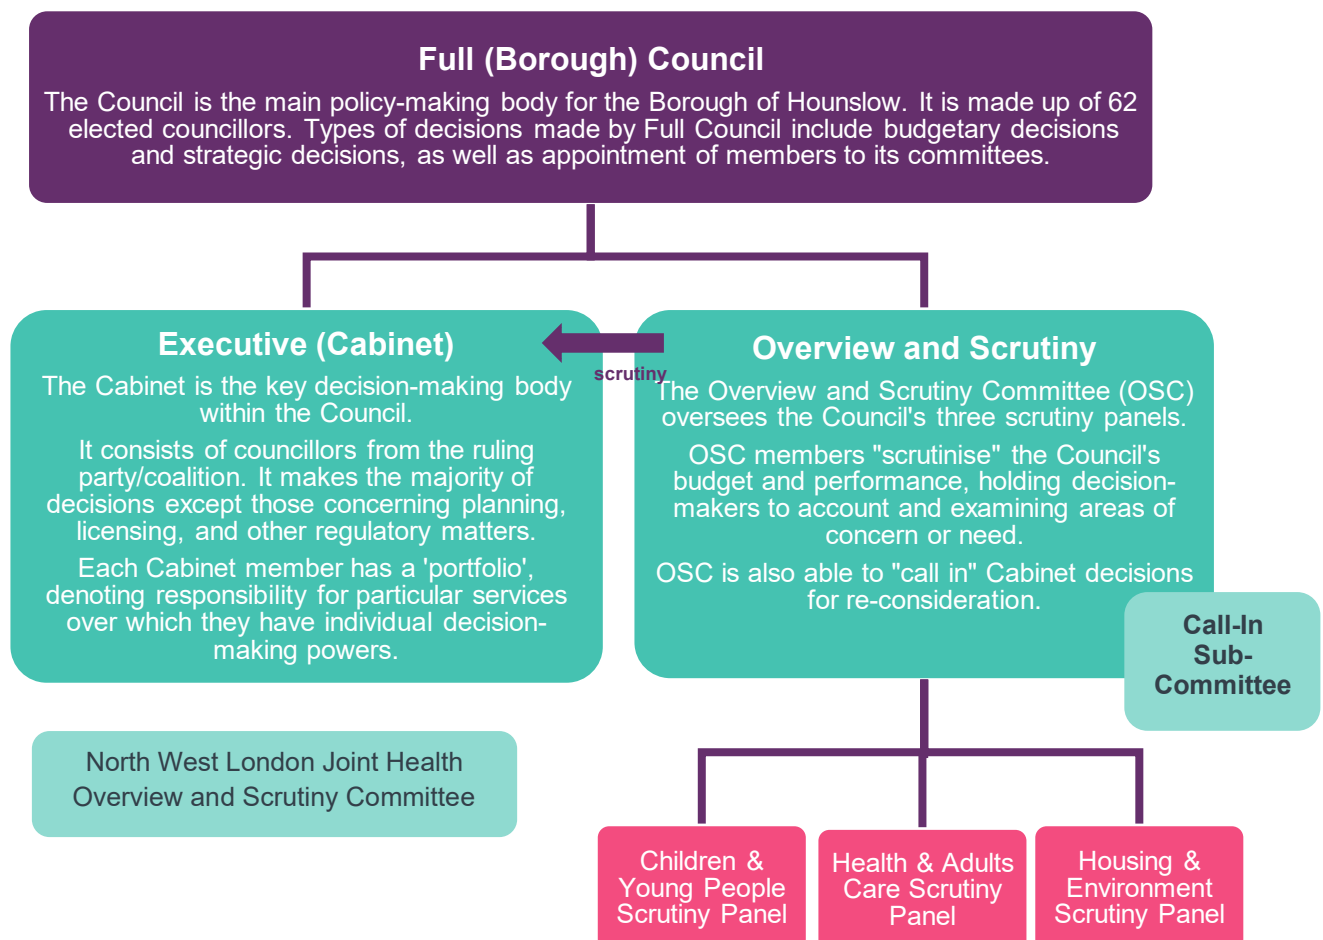 Full (Borough) Council
The Council is the main policy-making body for the Borough of Hounslow. It is made up of 62
elected councillors. Types of decisions made by Full Council include budgetary decisions
and strategic decisions, as well as appointment of members to its committees.
Executive (Cabinet)
The Cabinet is the key decision-making body
within the Council.
It consists of councillors from the ruling
party/coalition. It makes the majority of
decisions except those concerning planning,
licensing, and other regulatory matters.
Each Cabinet member has a 'portfolio',
denoting responsibility for particular services
over which they have individual decision-
making powers.
scrutiny
Overview and Scrutiny
The Overview and Scrutiny Committee (OSC)
oversees the Council's three scrutiny panels.
OSC members "scrutinise" the Council's
budget and performance, holding decision-
makers to account and examining areas of
concern or need.
OSC is also able to "call in" Cabinet decisions
for re-consideration.
Call-In
Sub-
Committee
North West London Joint Health
Overview and Scrutiny Committee
Children &
Young People
Scrutiny Panel
Health & Adults
Care Scrutiny
Panel
Housing &
Environment
Scrutiny Panel